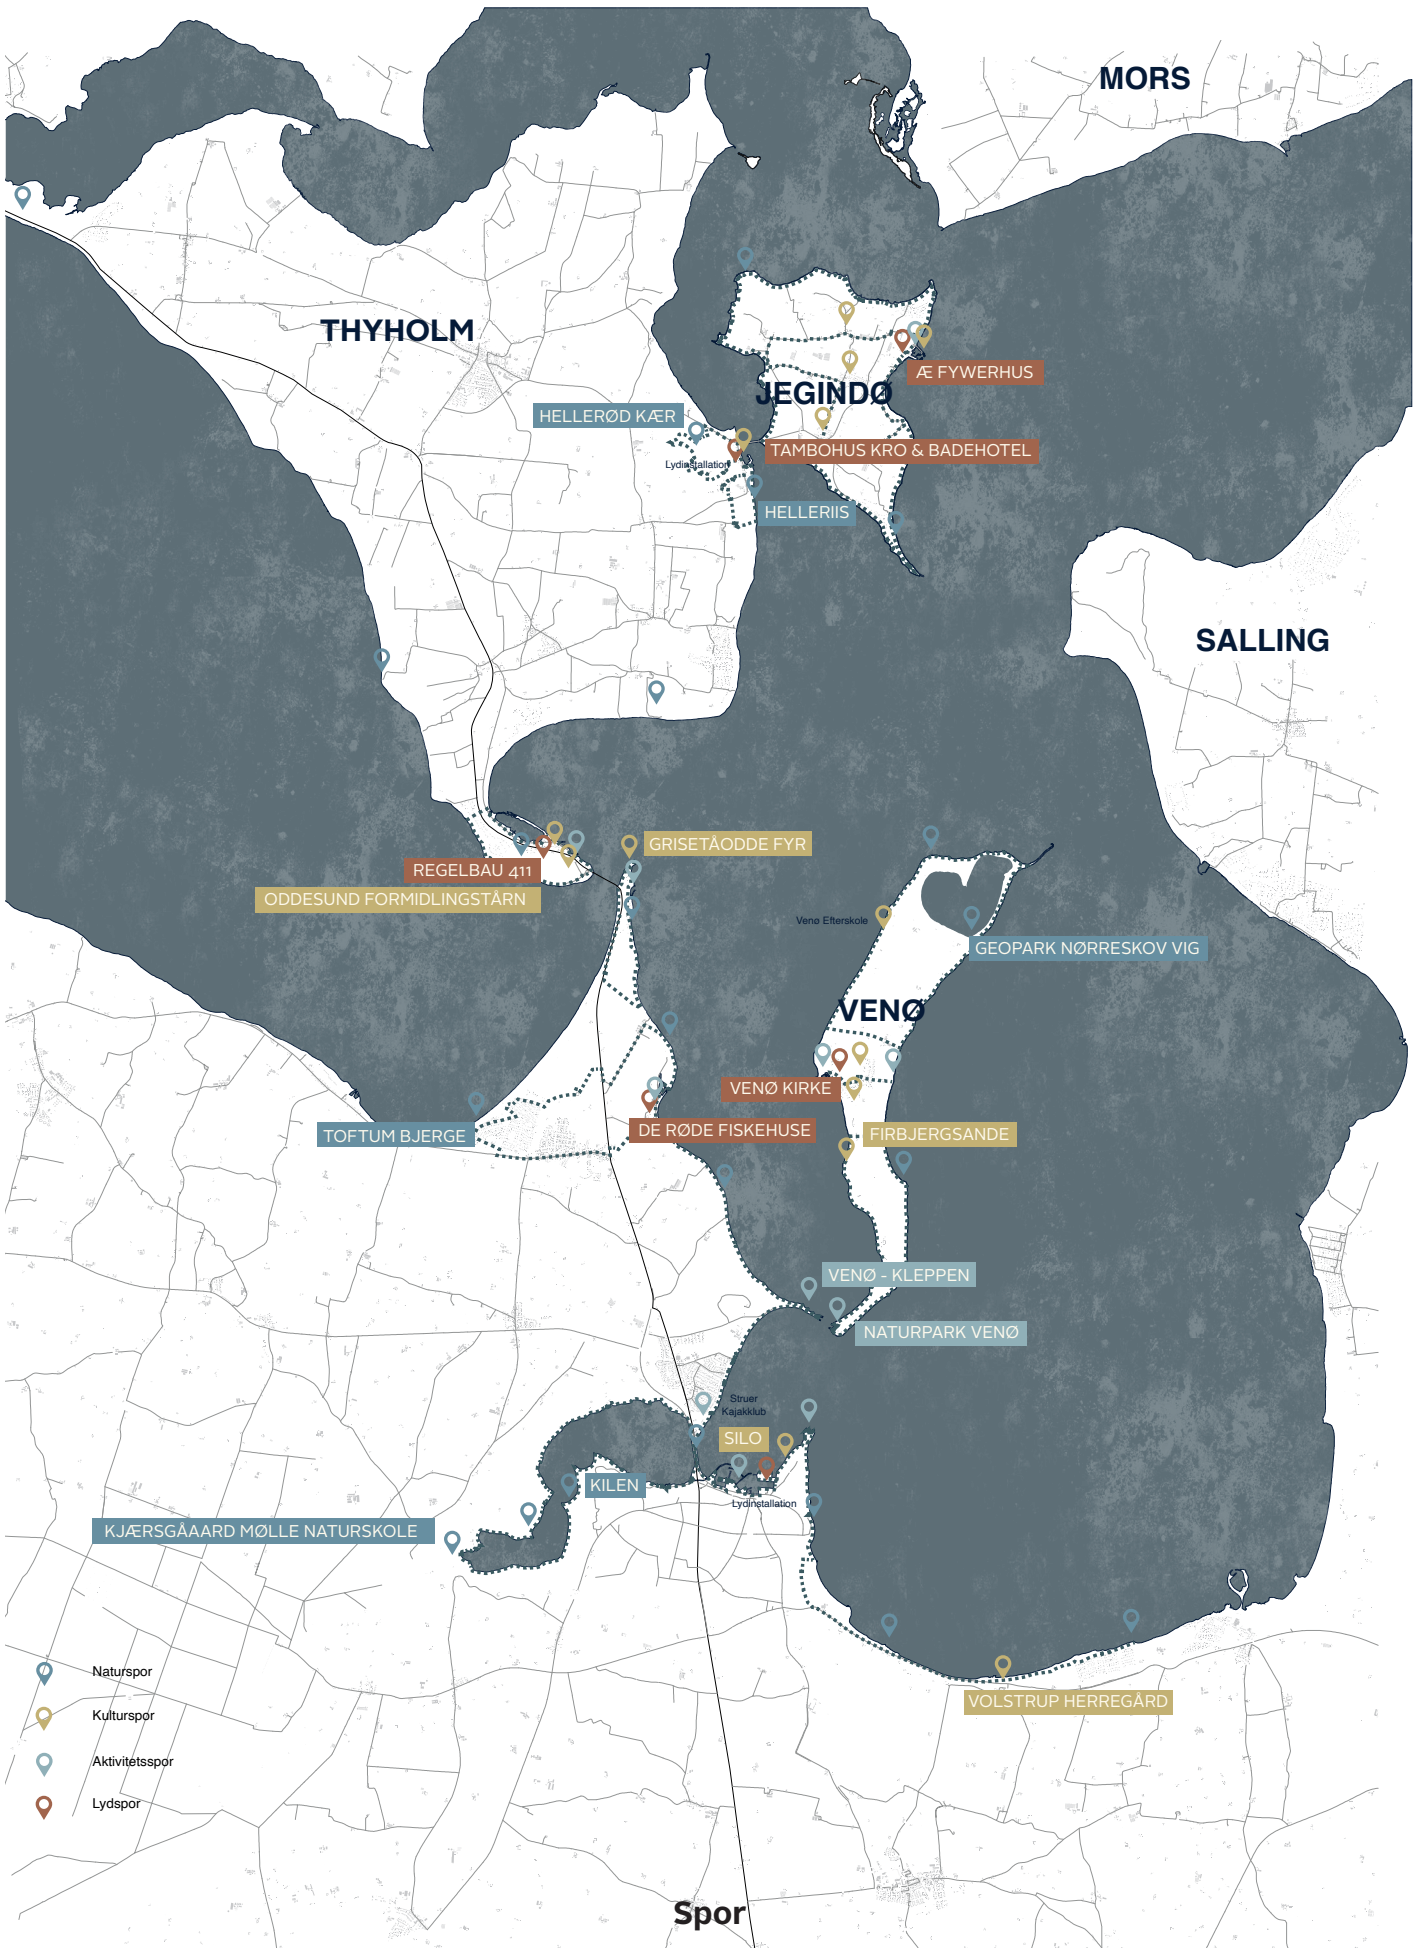 MORS
THYHOLM
Æ FYWERHUS
JEGINDØ
HELLERØD KÆR
TAMBOHUS KRO & BADEHOTEL
Lydinstallation
HELLERIIS
SALLING
GRISETÅODDE FYR
REGELBAU 411
ODDESUND FORMIDLINGSTÅRN
Venø Efterskole
GEOPARK NØRRESKOV VIG
VENØ
VENØ KIRKE
DE RØDE FISKEHUSE
FIRBJERGSANDE
TOFTUM BJERGE
VENØ - KLEPPEN
NATURPARK VENØ
Struer
Kajakklub
SILO
KILEN
Lydinstallation
KJÆRSGÅAARD MØLLE NATURSKOLE
Naturspor
VOLSTRUP HERREGÅRD
Kulturspor
Aktivitetsspor
Lydspor
Spor